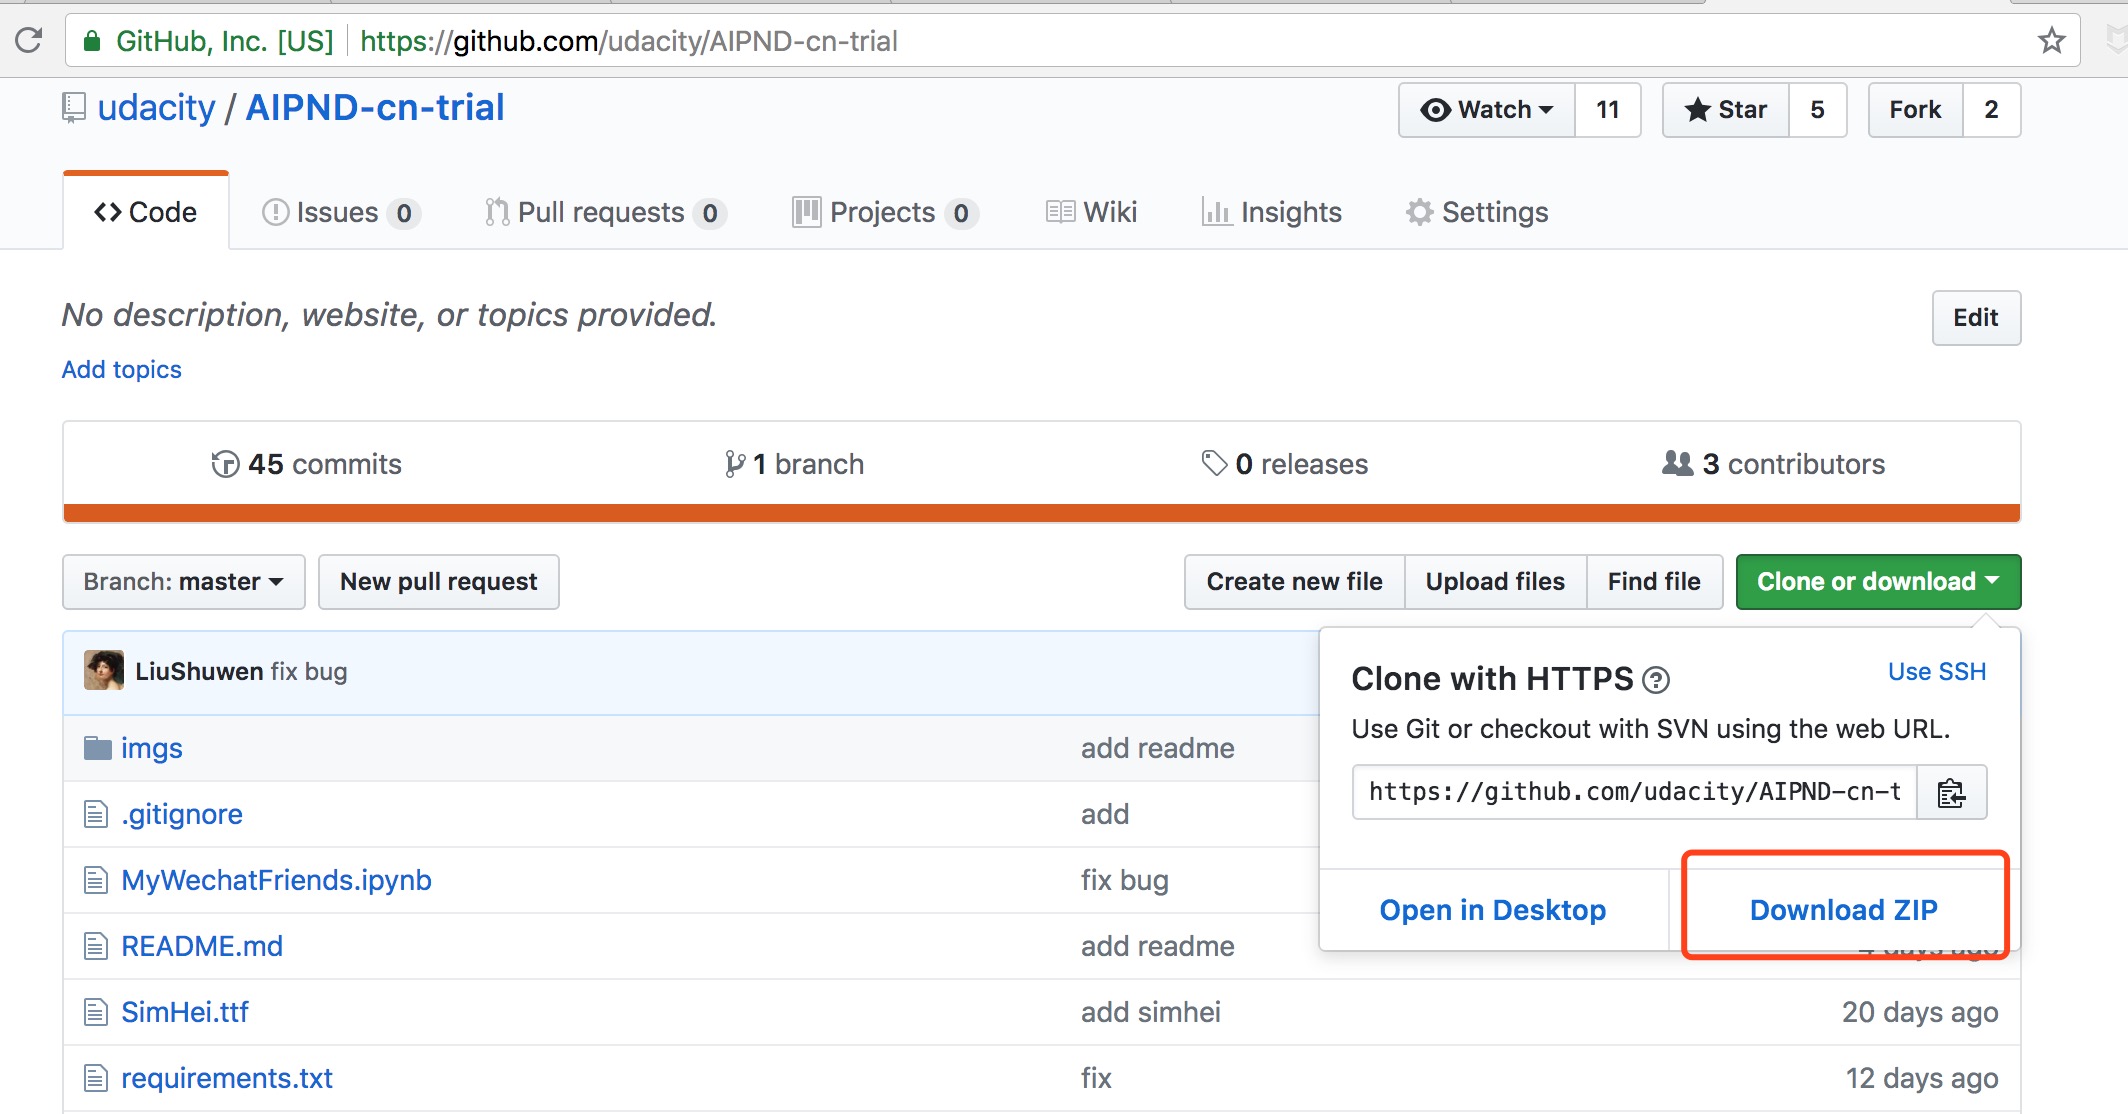 GitHub, Inc. [US] https://github.com/udacity/AIPND-cn-trial
udacity / AIPND-cn-trial
Watch 11 Star 5 Fork 2
Code Issues 0 Pull requests 0 Projects 0 Wiki Insights Settings
No description, website, or topics provided.
Edit
Add topics
45 commits 1 branch 0 releases 3 contributors
Branch: master New pull request Create new file Upload files Find file Clone or download
LiuShuwen fix bug
Clone with HTTPS ? Use SSH
Use Git or checkout with SVN using the web URL.
https://github.com/udacity/AIPND-cn-t
Open in Desktop Download ZIP
imgs add readme
.gitignore add
MyWechatFriends.ipynb fix bug
README.md add readme 4 days ago
SimHei.ttf add simhei 20 days ago
requirements.txt fix 12 days ago